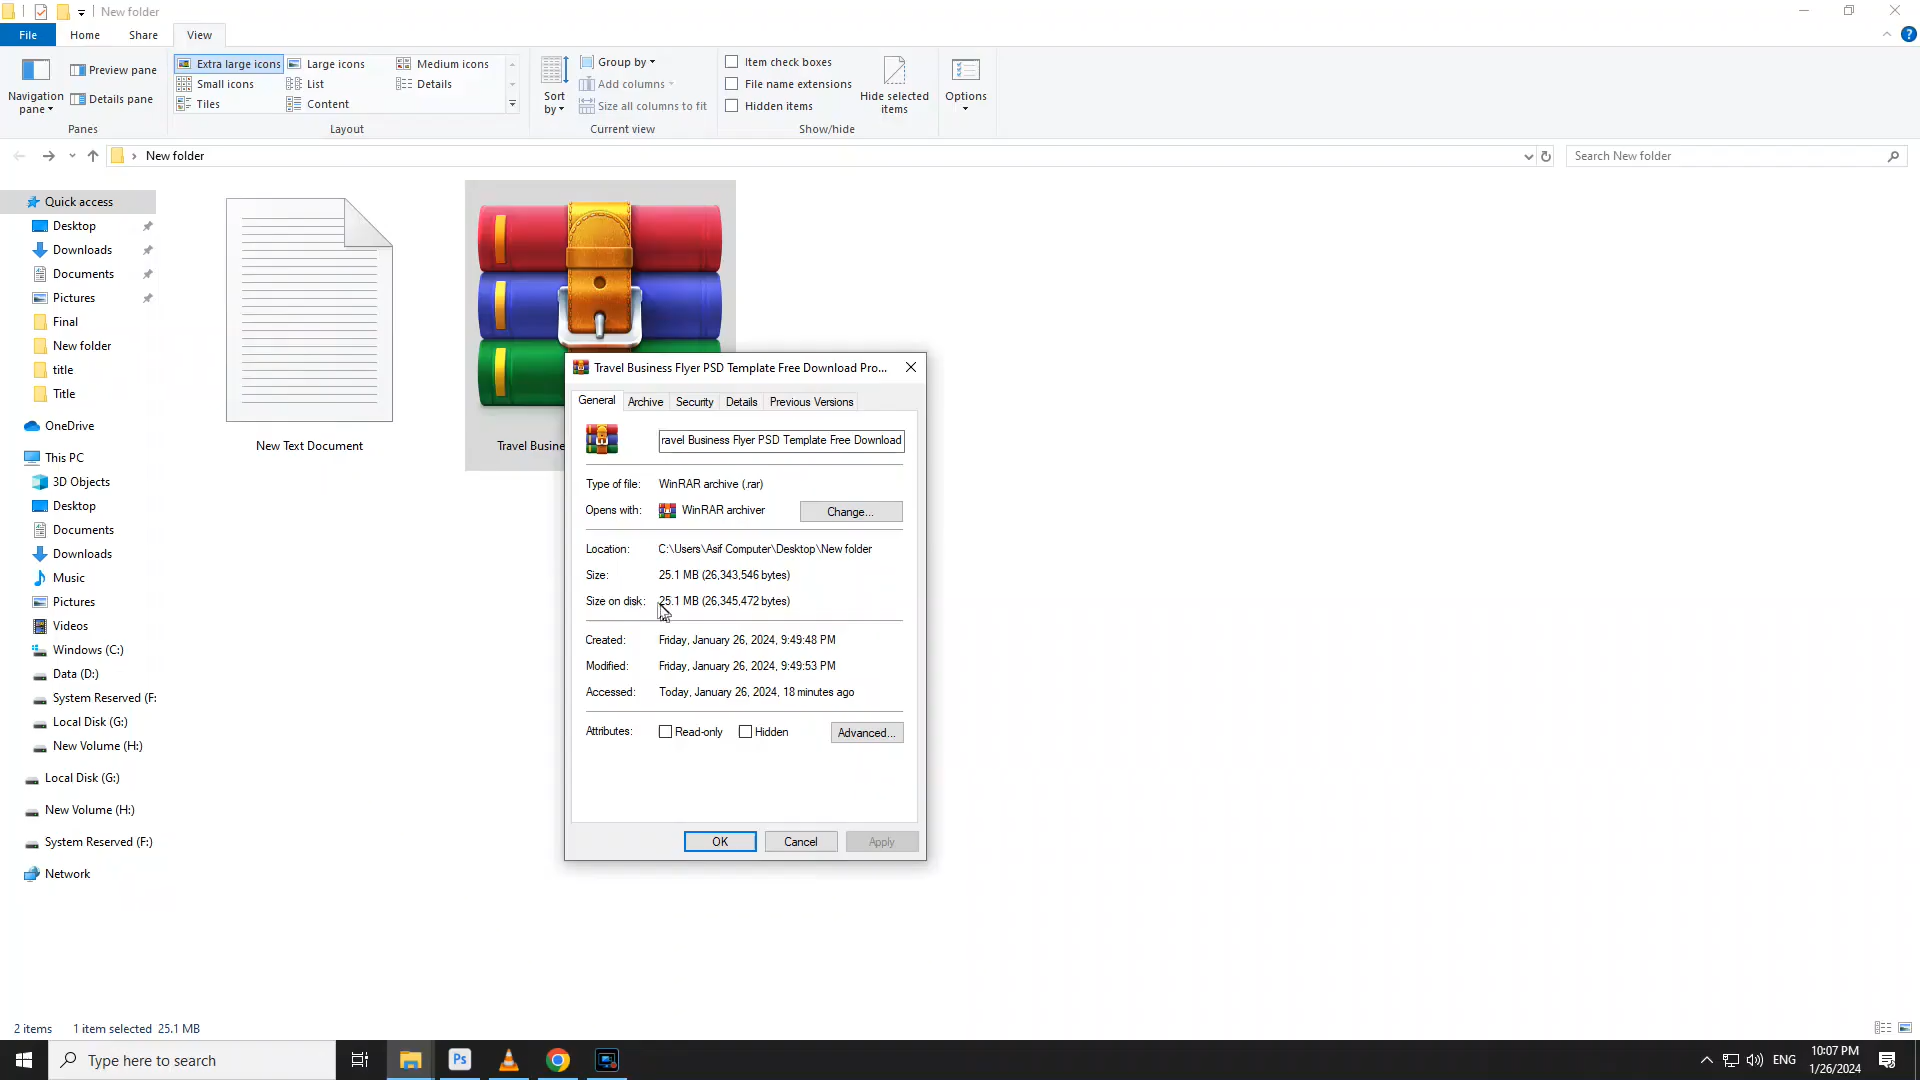 New folder
File
Home
Share
View
Navigation pane
Preview pane
Details pane
Panes
Extra large icons
Large icons
Medium icons
Small icons
List
Details
Tiles
Content
Layout
Sort by
Group by
Add columns
Size all columns to fit
Current view
Item check boxes
File name extensions
Hidden items
Hide selected items
Show/hide
Options
New folder
Search New folder
Quick access
Desktop
Downloads
Documents
Pictures
Final
New folder
title
Title
OneDrive
This PC
3D Objects
Desktop
Documents
Downloads
Music
Pictures
Videos
Windows (C:)
Data (D:)
System Reserved (F:
Local Disk (G:)
New Volume (H:)
Local Disk (G:)
New Volume (H:)
System Reserved (F:)
Network
New Text Document
Travel Busine
Travel Business Flyer PSD Template Free Download Pro...
General
Archive
Security
Details
Previous Versions
ravel Business Flyer PSD Template Free Download
Type of file: WinRAR archive (.rar)
Opens with: WinRAR archiver
Change...
Location: C:\Users\Asif Computer\Desktop\New folder
Size: 25.1 MB (26,343,546 bytes)
Size on disk: 25.1 MB (26,345,472 bytes)
Created: Friday, January 26, 2024, 9:49:48 PM
Modified: Friday, January 26, 2024, 9:49:53 PM
Accessed: Today, January 26, 2024, 18 minutes ago
Attributes: Read-only Hidden
Advanced...
OK
Cancel
Apply
2 items 1 item selected 25.1 MB
Type here to search
Ps
ENG
10:07 PM
1/26/2024